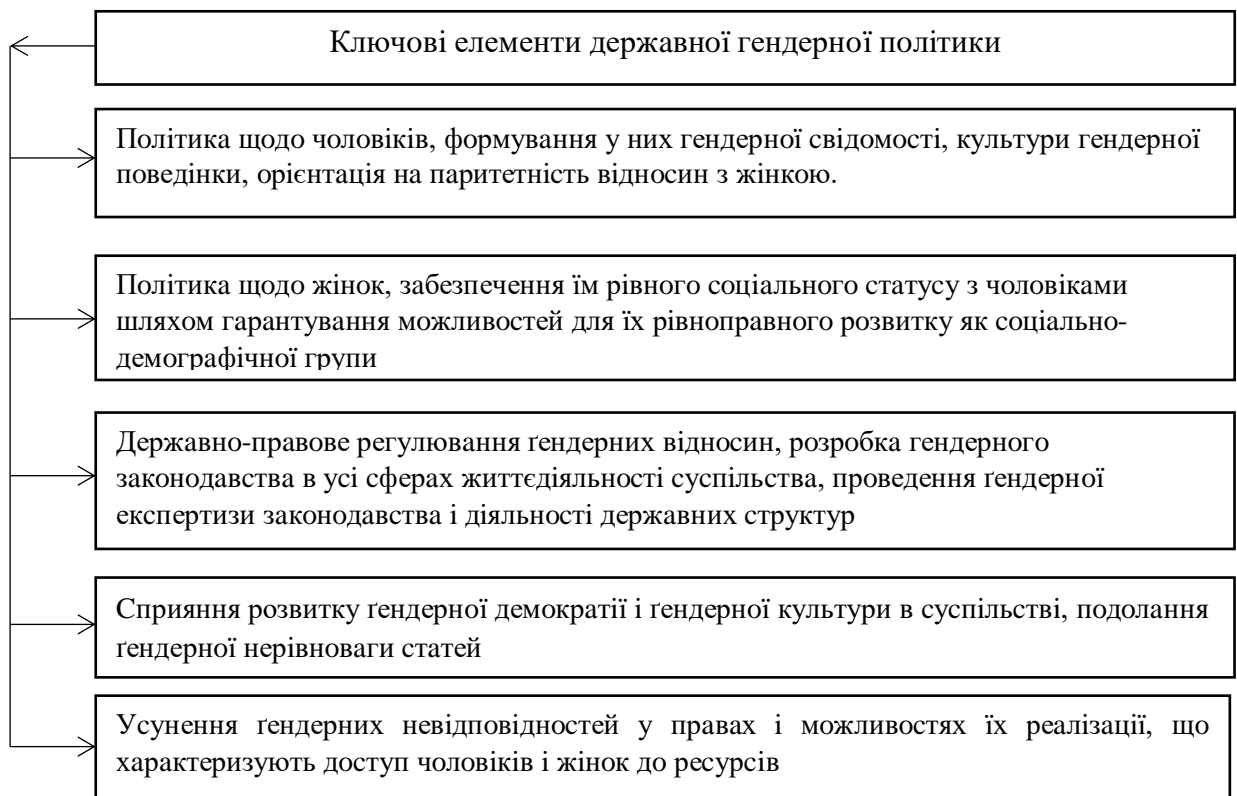 Ключові елементи державної гендерної політики
Політика щодо чоловіків, формування у них гендерної свідомості, культури гендерної
поведінки, орієнтація на паритетність відносин з жінкою.
Політика щодо жінок, забезпечення їм рівного соціального статусу з чоловіками
шляхом гарантування можливостей для їх рівноправного розвитку як соціально-
демографічної групи
Державно-правове регулювання ґендерних відносин, розробка гендерного
законодавства в усі сферах життєдіяльності суспільства, проведення ґендерної
експертизи законодавства і діяльності державних структур
Сприяння розвитку ґендерної демократії і ґендерної культури в суспільстві, подолання
ґендерної нерівноваги статей
Усунення ґендерних невідповідностей у правах і можливостях їх реалізації, що
характеризують доступ чоловіків і жінок до ресурсів